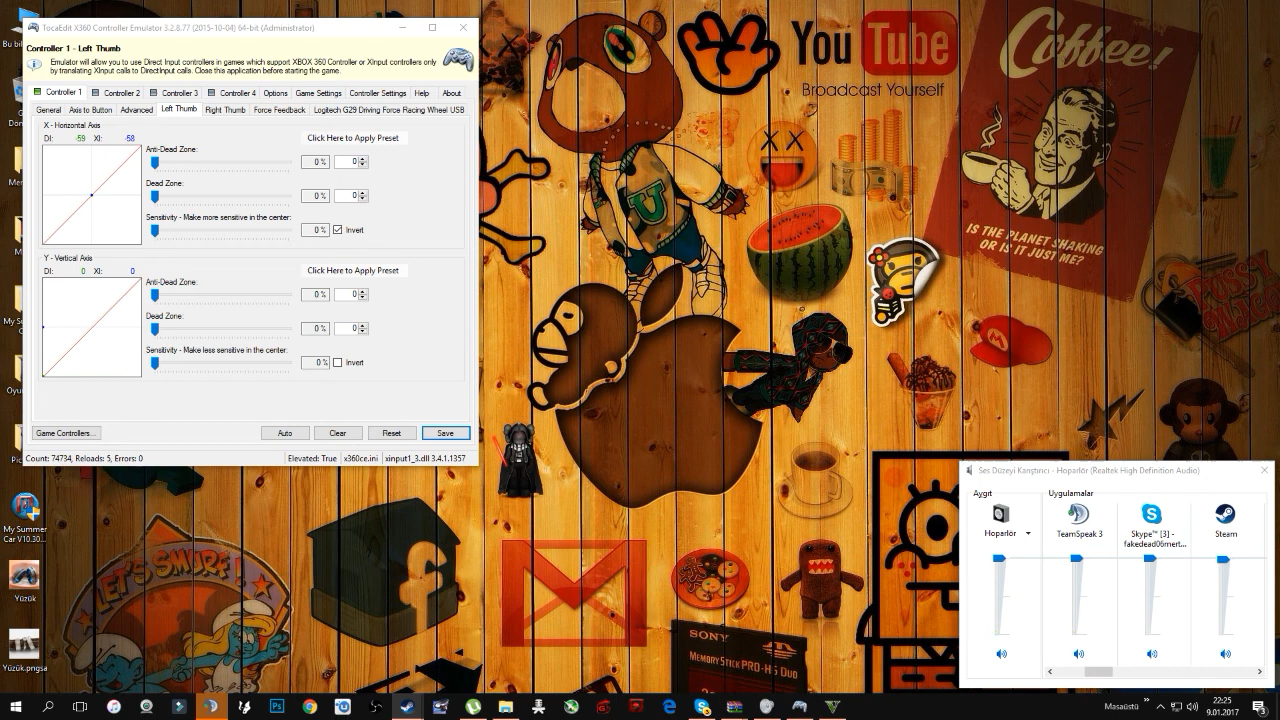 TocaEdit X360 Controller Emulator 3.2.8.77 (2015-10-04) 64-bit (Administrator)
Controller 1 - Left Thumb
Emulator will allow you to use Direct Input controllers in games which support XBOX 360 Controller or XInput controllers only
by translating XInput calls to DirectInput calls. Close this application before starting the game.
Controller 1 Controller 2 Controller 3 Controller 4 Options Game Settings Controller Settings Help About
General Axis to Button Advanced Left Thumb Right Thumb Force Feedback Logitech G29 Driving Force Racing Wheel USB
X - Horizontal Axis
DI: -59 XI: -58
Click Here to Apply Preset
Anti-Dead Zone:
0 % 0
Dead Zone:
0 % 0
Sensitivity - Make more sensitive in the center:
0 % Invert
Y - Vertical Axis
DI: 0 XI: 0
Click Here to Apply Preset
Anti-Dead Zone:
0 % 0
Dead Zone:
0 % 0
Sensitivity - Make less sensitive in the center:
0 % Invert
Game Controllers... Auto Clear Reset Save
Count: 74734, Reloads: 5, Errors: 0 Elevated: True x360ce.ini xinput1_3.dll 3.4.1.1357
You Tube
Broadcast Yourself
Coffee!
IS THE PLANET SHAKING
OR IS IT JUST ME?
U
M
LET'S SMURF!
f
SONY
MEMORY STICK PRO-HG DUO
Bu bil
My Summer
Car V10.30...
Yüzük
Yüzük.pngsa
Ses Düzeyi Karıştırıcı - Hoparlör (Realtek High Definition Audio)
Aygıt
Uygulamalar
Hoparlör
TeamSpeak 3
Skype™ [3] -
fakedead06mert...
Steam
Masaüstü
22:25
9.01.2017